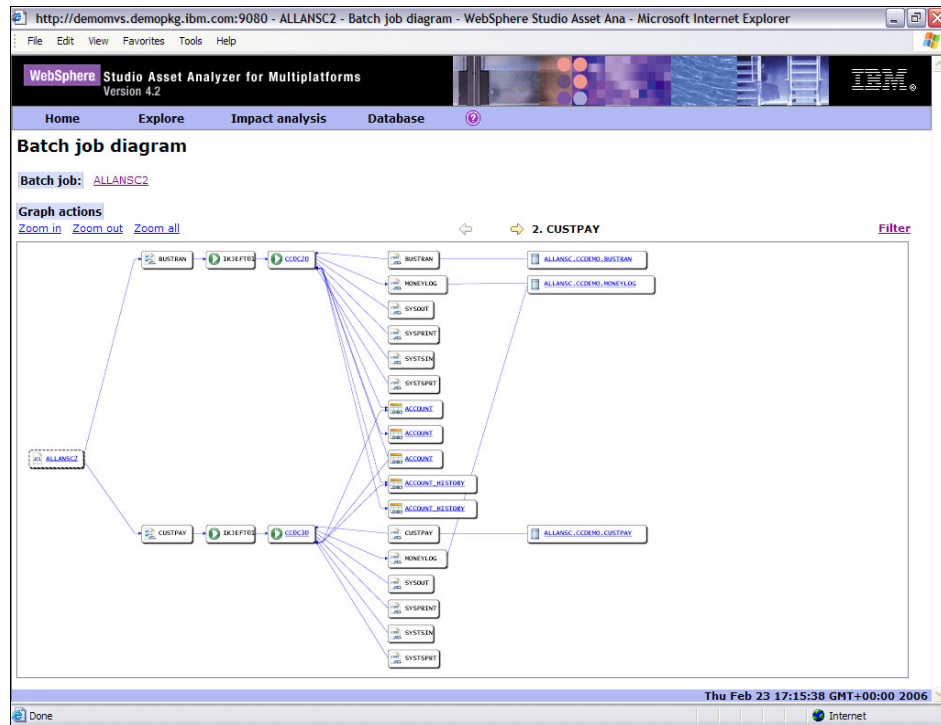 http://demomvs.demopkg.ibm.com:9080 - ALLANSC2 - Batch job diagram - WebSphere Studio Asset Ana - Microsoft Internet Explorer
File Edit View Favorites Tools Help
WebSphere Studio Asset Analyzer for Multiplatforms
Version 4.2
IBM
Home Explore Impact analysis Database ?
Batch job diagram
Batch job: ALLANSC2
Graph actions
Zoom in Zoom out Zoom all
2. CUSTPAY
Filter
BUSTRAN IKJEFT01 CC0C20 BUSTRAN ALLANSC.CCDEMO.BUSTRAN
MONEYLOG ALLANSC.CCDEMO.MONEYLOG
SYSOUT
SYSPRINT
SYSTSIN
SYSTSPRT
ACCOUNT
ACCOUNT
ALLANSC2 ACCOUNT
ACCOUNT_HISTORY
ACCOUNT_HISTORY
CUSTPAY IKJEFT01 CC0C30 CUSTPAY ALLANSC.CCDEMO.CUSTPAY
MONEYLOG
SYSOUT
SYSPRINT
SYSTSIN
SYSTSPRT
Thu Feb 23 17:15:38 GMT+00:00 2006
Done Internet